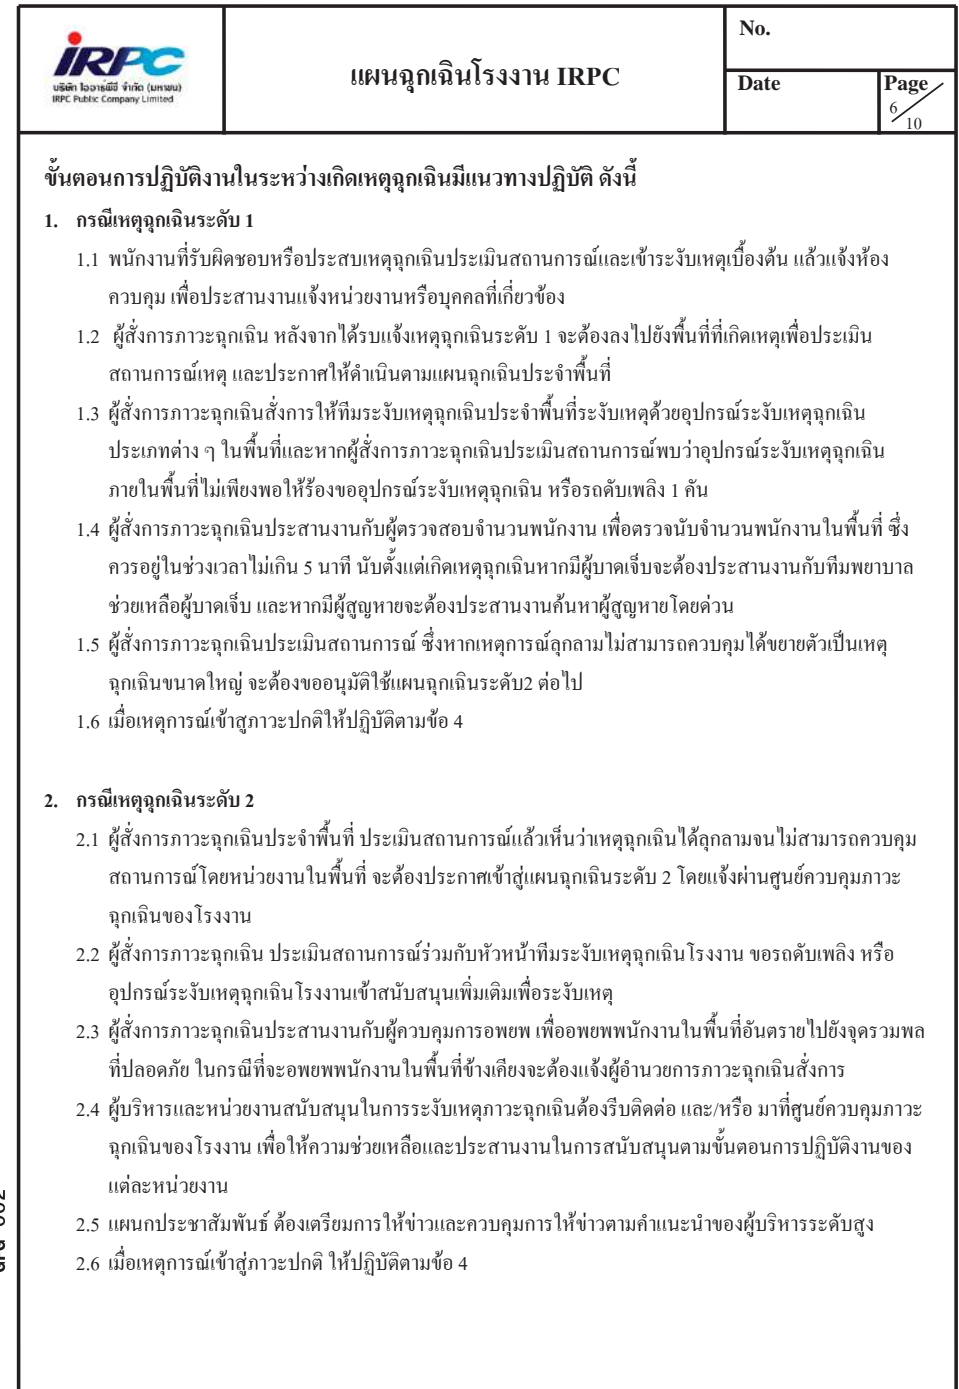 IRPC
บริษัท ไออาร์พีซี จำกัด (มหาชน)
IRPC Public Company Limited
แผนฉุกเฉินโรงงาน IRPC
No.
Date
Page
6/10
ขั้นตอนการปฏิบัติงานในระหว่างเกิดเหตุฉุกเฉินมีแนวทางปฏิบัติ ดังนี้
1. กรณีเหตุฉุกเฉินระดับ 1
1.1 พนักงานที่รับผิดชอบหรือประสบเหตุฉุกเฉินประเมินสถานการณ์และเข้าระงับเหตุเบื้องต้น แล้วแจ้งห้อง
ควบคุม เพื่อประสานงานแจ้งหน่วยงานหรือบุคคลที่เกี่ยวข้อง
1.2 ผู้สั่งการภาวะฉุกเฉิน หลังจากได้รบแจ้งเหตุฉุกเฉินระดับ 1 จะต้องลงไปยังพื้นที่ที่เกิดเหตุเพื่อประเมิน
สถานการณ์เหตุ และประกาศให้ดำเนินตามแผนฉุกเฉินประจำพื้นที่
1.3 ผู้สั่งการภาวะฉุกเฉินสั่งการให้ทีมระงับเหตุฉุกเฉินประจำพื้นที่ระงับเหตุด้วยอุปกรณ์ระงับเหตุฉุกเฉิน
ประเภทต่าง ๆ ในพื้นที่และหากผู้สั่งการภาวะฉุกเฉินประเมินสถานการณ์พบว่าอุปกรณ์ระงับเหตุฉุกเฉิน
ภายในพื้นที่ไม่เพียงพอให้ร้องขออุปกรณ์ระงับเหตุฉุกเฉิน หรือรถดับเพลิง 1 คัน
1.4 ผู้สั่งการภาวะฉุกเฉินประสานงานกับผู้ตรวจสอบจำนวนพนักงาน เพื่อตรวจนับจำนวนพนักงานในพื้นที่ ซึ่ง
ควรอยู่ในช่วงเวลาไม่เกิน 5 นาที นับตั้งแต่เกิดเหตุฉุกเฉินหากมีผู้บาดเจ็บจะต้องประสานงานกับทีมพยาบาล
ช่วยเหลือผู้บาดเจ็บ และหากมีผู้สูญหายจะต้องประสานงานค้นหาผู้สูญหายโดยด่วน
1.5 ผู้สั่งการภาวะฉุกเฉินประเมินสถานการณ์ ซึ่งหากเหตุการณ์ลุกลามไม่สามารถควบคุมได้ขยายตัวเป็นเหตุ
ฉุกเฉินขนาดใหญ่ จะต้องขออนุมัติใช้แผนฉุกเฉินระดับ2 ต่อไป
1.6 เมื่อเหตุการณ์เข้าสูภาวะปกติให้ปฏิบัติตามข้อ 4
2. กรณีเหตุฉุกเฉินระดับ 2
2.1 ผู้สั่งการภาวะฉุกเฉินประจำพื้นที่ ประเมินสถานการณ์แล้วเห็นว่าเหตุฉุกเฉินได้ลุกลามจนไม่สามารถควบคุม
สถานการณ์โดยหน่วยงานในพื้นที่ จะต้องประกาศเข้าสู่แผนฉุกเฉินระดับ 2 โดยแจ้งผ่านศูนย์ควบคุมภาวะ
ฉุกเฉินของโรงงาน
2.2 ผู้สั่งการภาวะฉุกเฉิน ประเมินสถานการณ์ร่วมกับหัวหน้าทีมระงับเหตุฉุกเฉินโรงงาน ขอรถดับเพลิง หรือ
อุปกรณ์ระงับเหตุฉุกเฉินโรงงานเข้าสนับสนุนเพิ่มเติมเพื่อระงับเหตุ
2.3 ผู้สั่งการภาวะฉุกเฉินประสานงานกับผู้ควบคุมการอพยพ เพื่ออพยพพนักงานในพื้นที่อันตรายไปยังจุดรวมพล
ที่ปลอดภัย ในกรณีที่จะอพยพพนักงานในพื้นที่ข้างเคียงจะต้องแจ้งผู้อำนวยการภาวะฉุกเฉินสั่งการ
2.4 ผู้บริหารและหน่วยงานสนับสนุนในการระงับเหตุภาวะฉุกเฉินต้องรีบติดต่อ และ/หรือ มาที่ศูนย์ควบคุมภาวะ
ฉุกเฉินของโรงงาน เพื่อให้ความช่วยเหลือและประสานงานในการสนับสนุนตามขั้นตอนการปฏิบัติงานของ
แต่ละหน่วยงาน
2.5 แผนกประชาสัมพันธ์ ต้องเตรียมการให้ข่าวและควบคุมการให้ข่าวตามคำแนะนำของผู้บริหารระดับสูง
2.6 เมื่อเหตุการณ์เข้าสู่ภาวะปกติ ให้ปฏิบัติตามข้อ 4